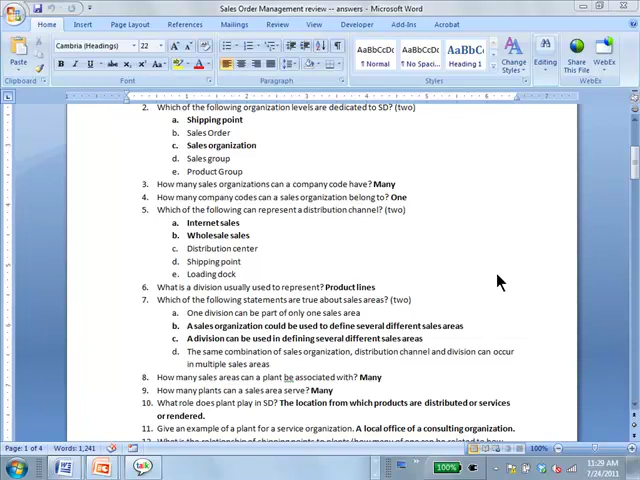 Sales Order Management review -- answers - Microsoft Word
Home Insert Page Layout References Mailings Review View Developer Add-Ins Acrobat
Cambria (Headings) 22
AaBbCcDc AaBbCcDc AaBbC
Paste ¶ Normal ¶ No Spaci... Heading 1 Change Styles Editing Share This File WebEx
Clipboard Font Paragraph Styles WebEx
2. Which of the following organization levels are dedicated to SD? (two)
a. Shipping point
b. Sales Order
c. Sales organization
d. Sales group
e. Product Group
3. How many sales organizations can a company code have? Many
4. How many company codes can a sales organization belong to? One
5. Which of the following can represent a distribution channel? (two)
a. Internet sales
b. Wholesale sales
c. Distribution center
d. Shipping point
e. Loading dock
6. What is a division usually used to represent? Product lines
7. Which of the following statements are true about sales areas? (two)
a. One division can be part of only one sales area
b. A sales organization could be used to define several different sales areas
c. A division can be used in defining several different sales areas
d. The same combination of sales organization, distribution channel and division can occur
in multiple sales areas
8. How many sales areas can a plant be associated with? Many
9. How many plants can a sales area serve? Many
10. What role does plant play in SD? The location from which products are distributed or services
or rendered.
11. Give an example of a plant for a service organization. A local office of a consulting organization.
Page: 1 of 4 Words: 1,241 100%
talk 100% 11:29 AM
7/24/2011